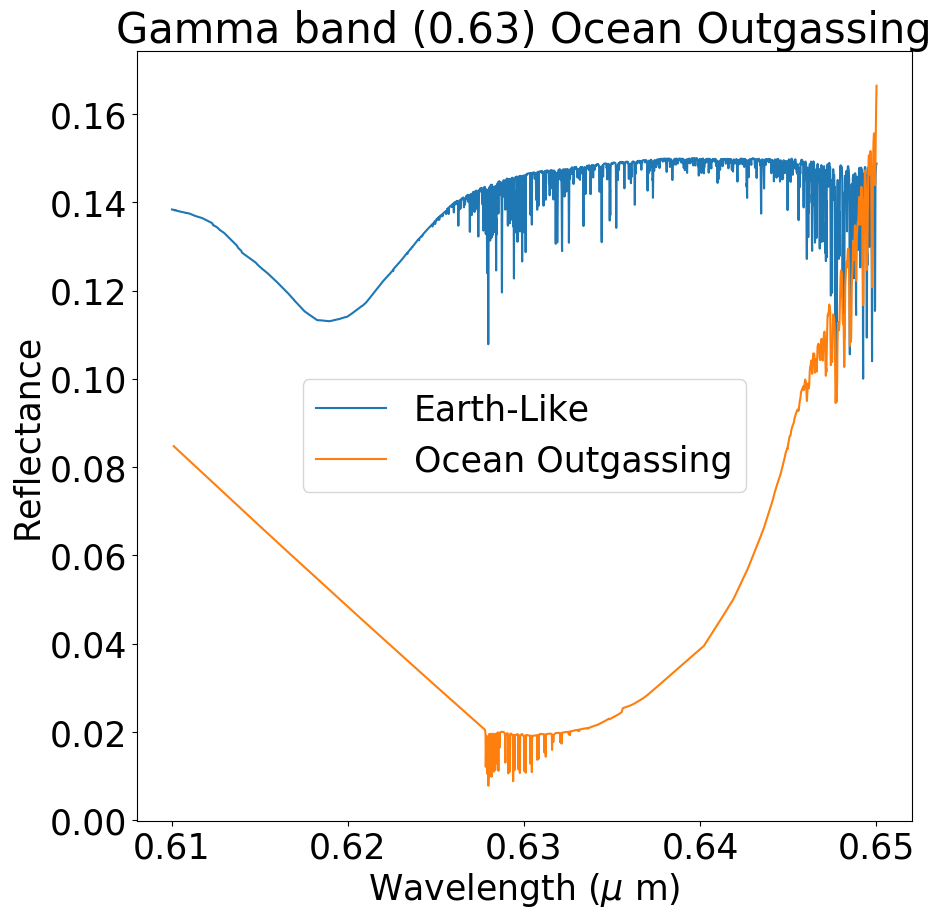 Gamma band (0.63) Ocean Outgassing
0.16
0.14
0.12
0.10
0.08
0.06
0.04
0.02
0.00
Reflectance
Earth-Like
Ocean Outgassing
0.61 0.62 0.63 0.64 0.65
Wavelength (μ m)